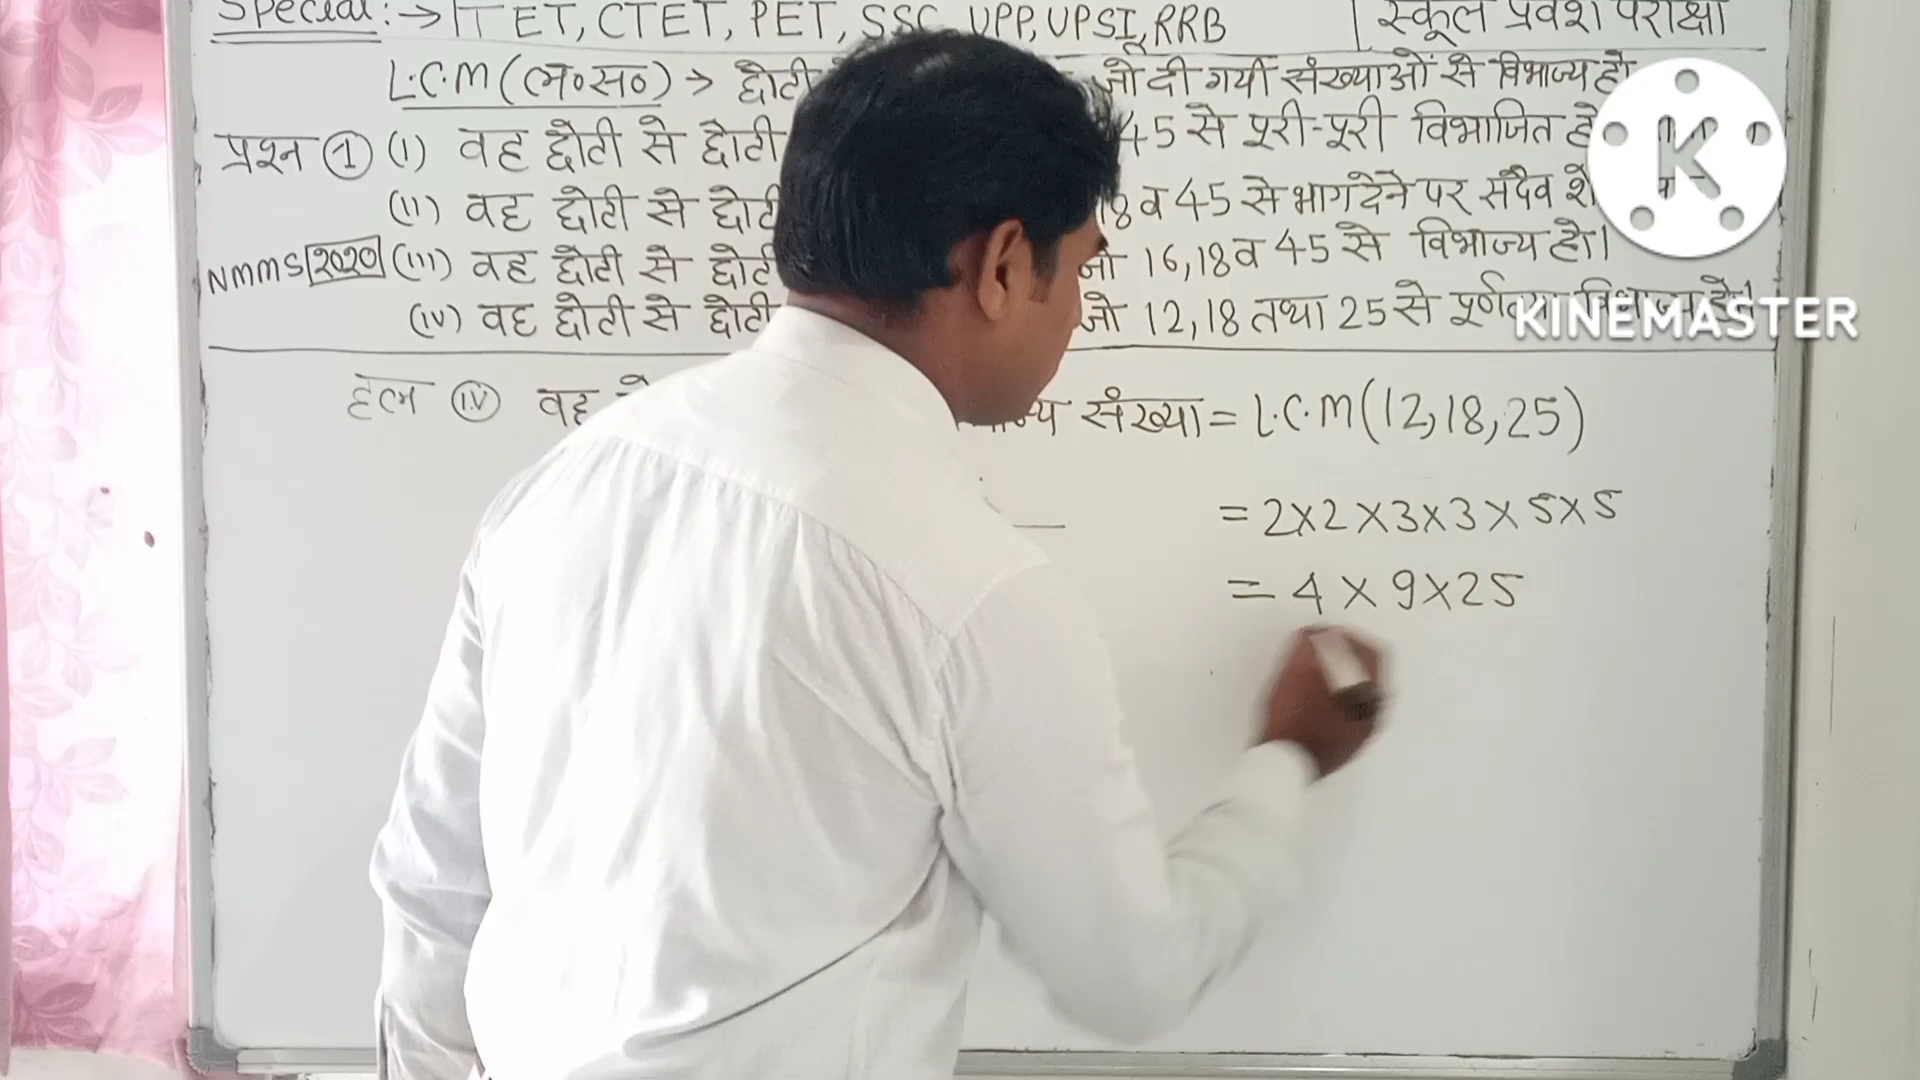 Special:→|TET, CTET, PET, SSC, UPP, UPSI, RRB | स्कूल प्रवेश परीक्षा
L.C.M (ल०स०) → छोटी जो दी गयी संख्याओं से विभाज्य हो
प्रश्न ① (i) वह छोटी से छोटी 45 से पूरी-पूरी विभाजित
(ii) वह छोटी से छोटी 18 व 45 से भाग देने पर सदैव
NMMS 2020 (iii) वह छोटी से छोटी जो 16, 18 व 45 से विभाज्य हो।
(iv) वह छोटी से छोटी जो 12, 18 तथा 25 से
K
KINEMASTER
हल (iv) वह संख्या = L.C.M (12, 18, 25)
= 2×2×3×3×5×5
= 4×9×25